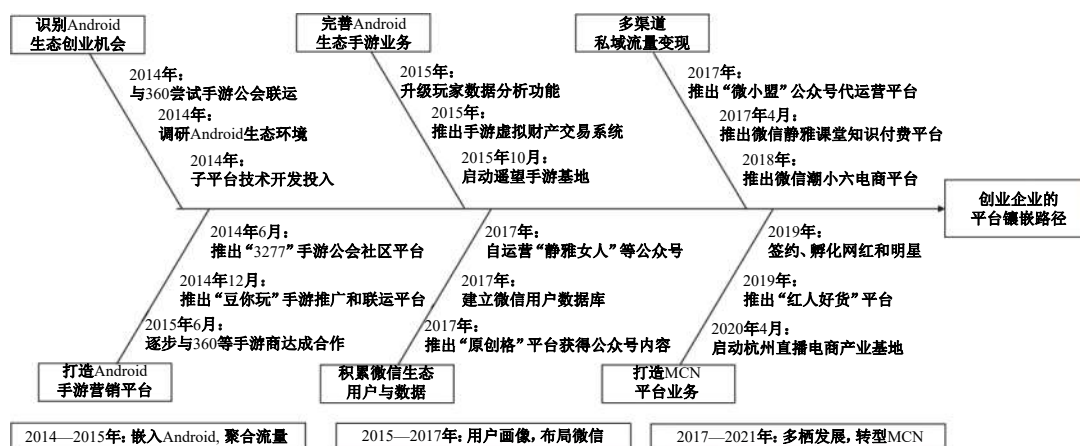 识别Android
生态创业机会
完善Android
生态手游业务
多渠道
私域流量变现
2014年：
与360尝试手游公会联运
2014年：
调研Android生态环境
2014年：
子平台技术开发投入
2015年：
升级玩家数据分析功能
2015年：
推出手游虚拟财产交易系统
2015年10月：
启动遥望手游基地
2017年：
推出“微小盟”公众号代运营平台
2017年4月：
推出微信静雅课堂知识付费平台
2018年：
推出微信潮小六电商平台
创业企业的
平台镶嵌路径
2014年6月：
推出“3277”手游公会社区平台
2014年12月：
推出“豆你玩”手游推广和联运平台
2015年6月：
逐步与360等手游商达成合作
2017年：
自运营“静雅女人”等公众号
2017年：
建立微信用户数据库
2017年：
推出“原创格”平台获得公众号内容
2019年：
签约、孵化网红和明星
2019年：
推出“红人好货”平台
2020年4月：
启动杭州直播电商产业基地
打造Android
手游营销平台
积累微信生态
用户与数据
打造MCN
平台业务
2014—2015年：嵌入Android, 聚合流量
2015—2017年：用户画像, 布局微信
2017—2021年：多栖发展, 转型MCN